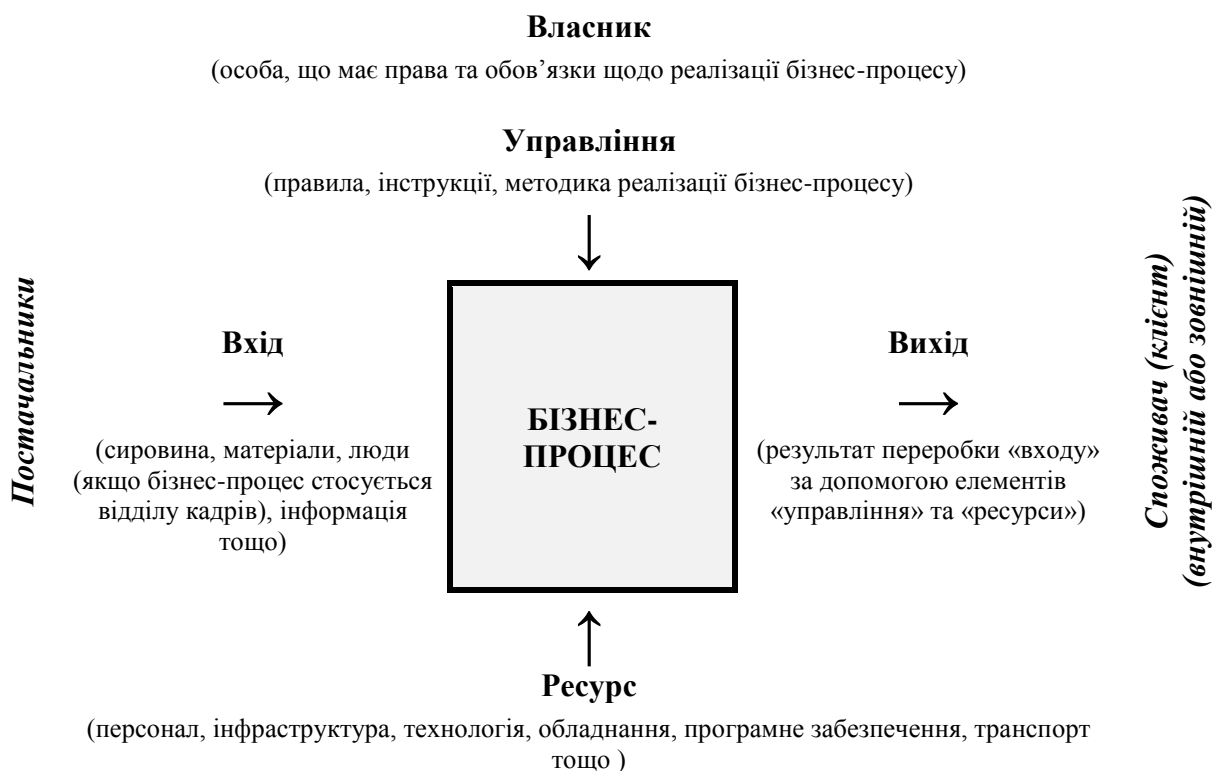 Власник
(особа, що має права та обов’язки щодо реалізації бізнес-процесу)
Управління
(правила, інструкції, методика реалізації бізнес-процесу)
Постачальники
Вхід
(сировина, матеріали, люди
(якщо бізнес-процес стосується
відділу кадрів), інформація
тощо)
БІЗНЕС-
ПРОЦЕС
Вихід
(результат переробки «входу»
за допомогою елементів
«управління» та «ресурси»)
Споживач (клієнт)
(внутрішній або зовнішній)
Ресурс
(персонал, інфраструктура, технологія, обладнання, програмне забезпечення, транспорт
тощо )